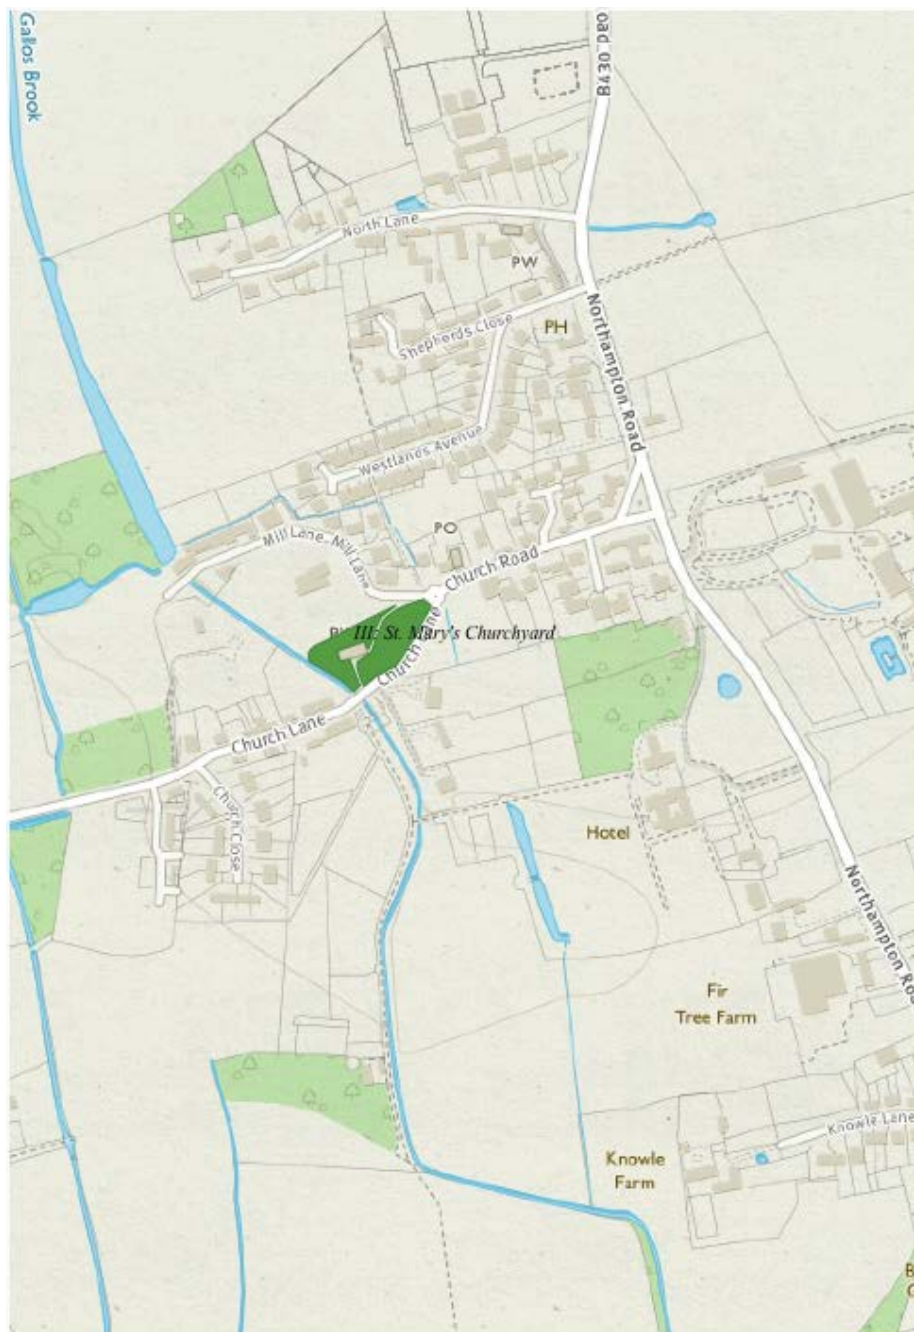 Gallos Brook
B430
North Lane
PW
Shepherds Close
PH
Northampton Road
Westlands Avenue
PO
Mill Lane
Mill Lane
Church Road
III: St. Mary's Churchyard
Church Lane
Church Lane
Church Close
Hotel
Northampton
Fir
Tree Farm
Knowle Lane
Knowle
Farm